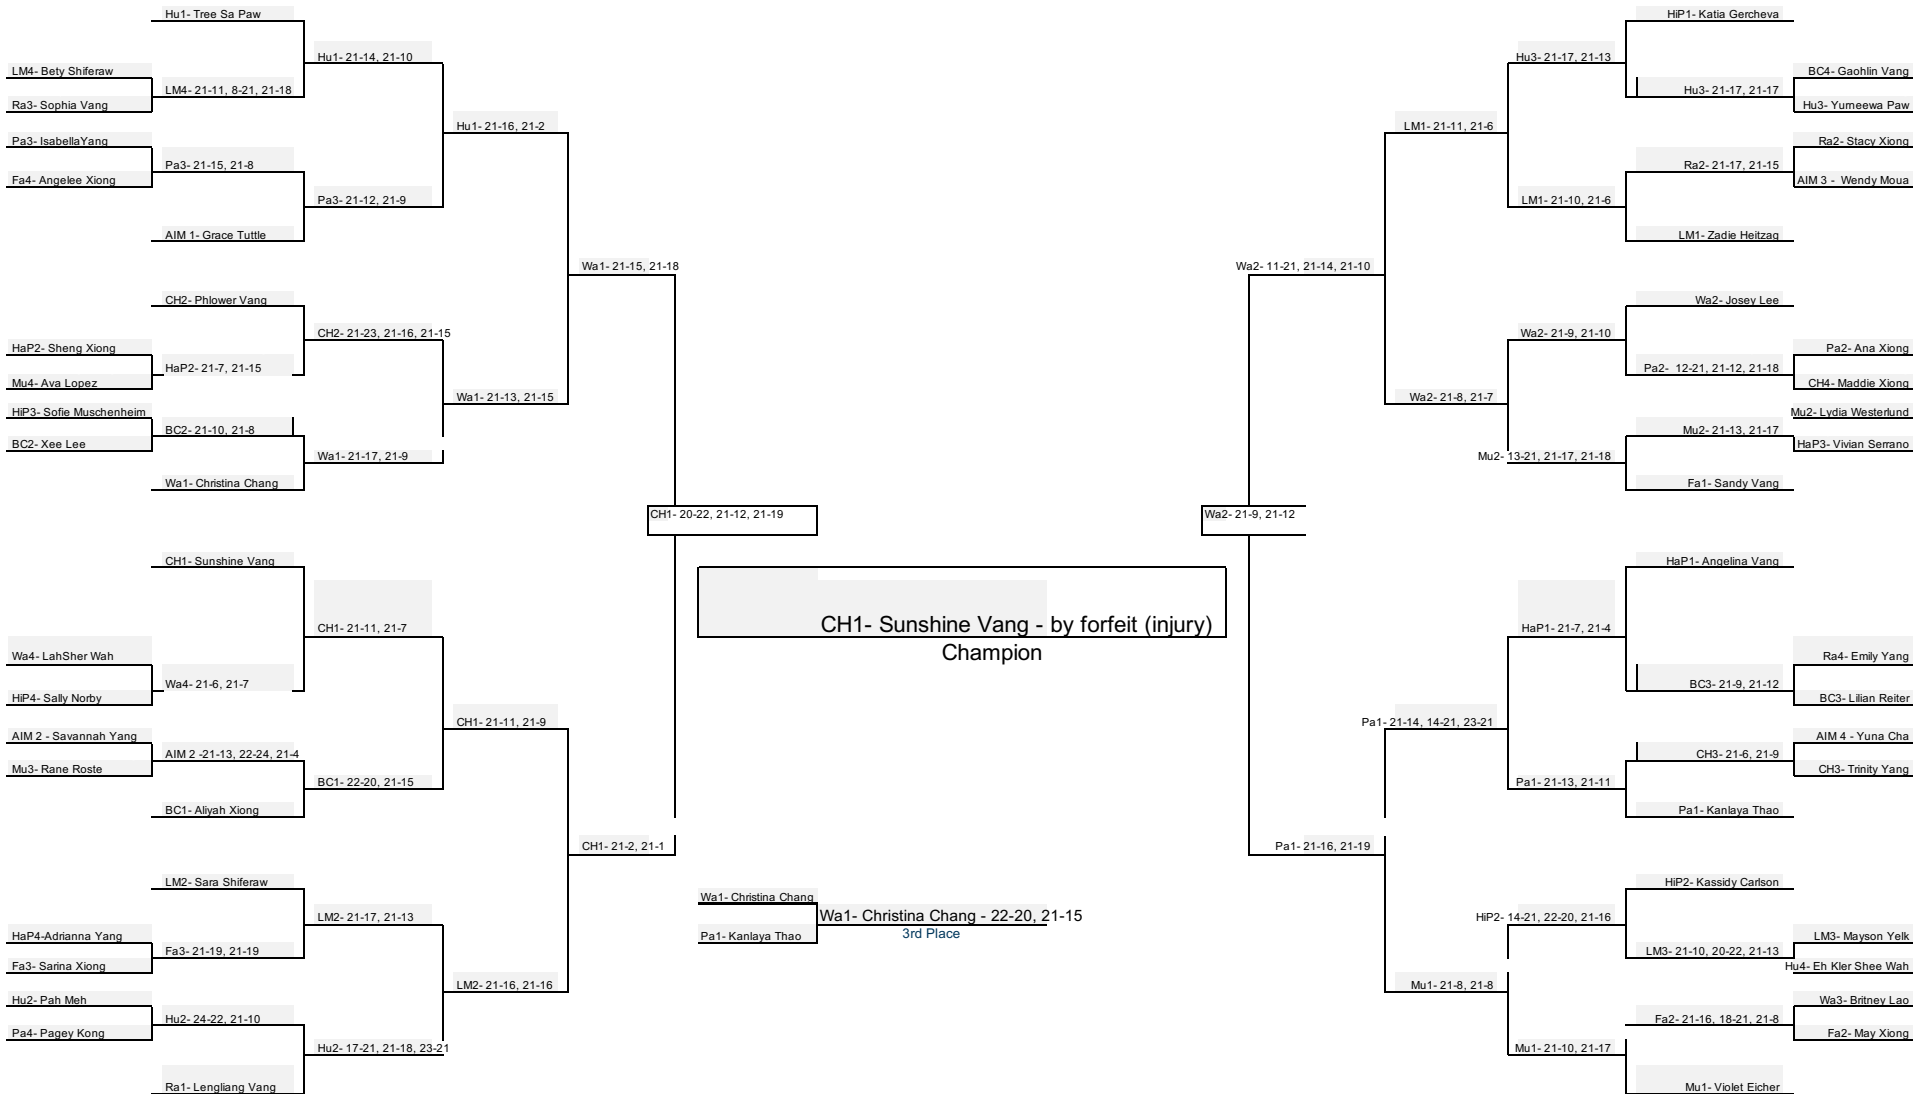 Hu1- Tree Sa Paw
LM4- Bety Shiferaw
Ra3- Sophia Vang
Pa3- IsabellaYang
Fa4- Angelee Xiong
AIM 1- Grace Tuttle
CH2- Phlower Vang
HaP2- Sheng Xiong
Mu4- Ava Lopez
HiP3- Sofie Muschenheim
BC2- Xee Lee
Wa1- Christina Chang
CH1- Sunshine Vang
Wa4- LahSher Wah
HiP4- Sally Norby
AIM 2 - Savannah Yang
Mu3- Rane Roste
BC1- Aliyah Xiong
LM2- Sara Shiferaw
HaP4-Adrianna Yang
Fa3- Sarina Xiong
Hu2- Pah Meh
Pa4- Pagey Kong
Ra1- Lengliang Vang
LM4- 21-11, 8-21, 21-18
Pa3- 21-15, 21-8
HaP2- 21-7, 21-15
BC2- 21-10, 21-8
Wa4- 21-6, 21-7
AIM 2 -21-13, 22-24, 21-4
Fa3- 21-19, 21-19
Hu2- 24-22, 21-10
Hu1- 21-14, 21-10
Pa3- 21-12, 21-9
CH2- 21-23, 21-16, 21-15
Wa1- 21-17, 21-9
CH1- 21-11, 21-7
BC1- 22-20, 21-15
LM2- 21-17, 21-13
Hu2- 17-21, 21-18, 23-21
Hu1- 21-16, 21-2
Wa1- 21-13, 21-15
CH1- 21-11, 21-9
LM2- 21-16, 21-16
Wa1- 21-15, 21-18
CH1- 21-2, 21-1
CH1- 20-22, 21-12, 21-19
CH1- Sunshine Vang - by forfeit (injury)
Champion
Wa1- Christina Chang
Pa1- Kanlaya Thao
Wa1- Christina Chang - 22-20, 21-15
3rd Place
Wa2- 21-9, 21-12
Wa2- 11-21, 21-14, 21-10
Pa1- 21-16, 21-19
LM1- 21-11, 21-6
Wa2- 21-8, 21-7
Pa1- 21-14, 14-21, 23-21
Mu1- 21-8, 21-8
Hu3- 21-17, 21-13
LM1- 21-10, 21-6
Wa2- 21-9, 21-10
Mu2- 13-21, 21-17, 21-18
HaP1- 21-7, 21-4
Pa1- 21-13, 21-11
HiP2- 14-21, 22-20, 21-16
Mu1- 21-10, 21-17
HiP1- Katia Gercheva
Hu3- 21-17, 21-17
Ra2- 21-17, 21-15
LM1- Zadie Heitzag
Wa2- Josey Lee
Pa2- 12-21, 21-12, 21-18
Mu2- 21-13, 21-17
Fa1- Sandy Vang
HaP1- Angelina Vang
BC3- 21-9, 21-12
CH3- 21-6, 21-9
Pa1- Kanlaya Thao
HiP2- Kassidy Carlson
LM3- 21-10, 20-22, 21-13
Fa2- 21-16, 18-21, 21-8
Mu1- Violet Eicher
BC4- Gaohlin Vang
Hu3- Yumeewa Paw
Ra2- Stacy Xiong
AIM 3 - Wendy Moua
Pa2- Ana Xiong
CH4- Maddie Xiong
Mu2- Lydia Westerlund
HaP3- Vivian Serrano
Ra4- Emily Yang
BC3- Lilian Reiter
AIM 4 - Yuna Cha
CH3- Trinity Yang
LM3- Mayson Yelk
Hu4- Eh Kler Shee Wah
Wa3- Britney Lao
Fa2- May Xiong